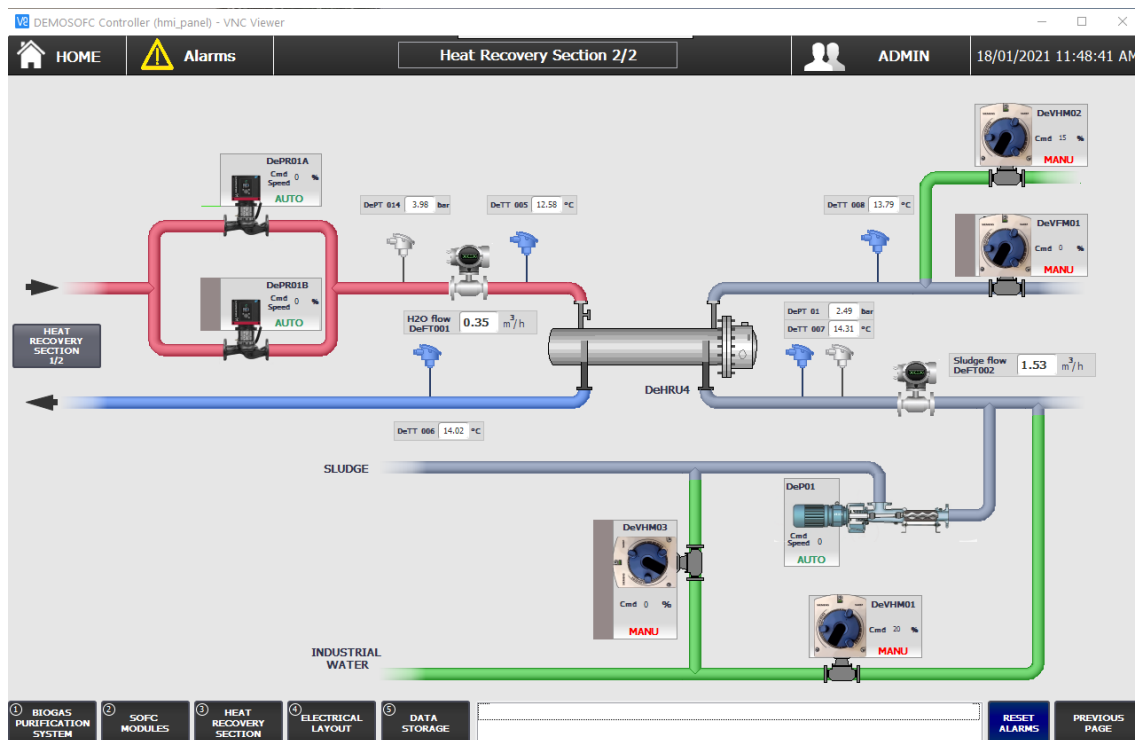 DEMOSOFC Controller (hmi_panel) - VNC Viewer
HOME
Alarms
Heat Recovery Section 2/2
ADMIN
18/01/2021 11:48:41 AM
DeVHM02
Cmd 15 %
MANU
DePR01A
Cmd
Speed 0 %
AUTO
DePT 014 3.98 bar
DeTT 005 12.58 °C
DeTT 008 13.79 °C
DeVFM01
Cmd 0 %
MANU
DePR01B
Cmd
Speed 0 %
AUTO
H2O flow
DeFT001 0.35 m³/h
DePT 01 2.49 bar
DeTT 007 14.31 °C
HEAT
RECOVERY
SECTION
1/2
Sludge flow
DeFT002 1.53 m³/h
DeHRU4
DeTT 006 14.02 °C
SLUDGE
DeP01
Cmd
Speed 0
AUTO
DeVHM03
Cmd 0 %
MANU
DeVHM01
Cmd 20 %
MANU
INDUSTRIAL
WATER
1 BIOGAS
PURIFICATION
SYSTEM
2 SOFC
MODULES
3 HEAT
RECOVERY
SECTION
4 ELECTRICAL
LAYOUT
5 DATA
STORAGE
RESET
ALARMS
PREVIOUS
PAGE